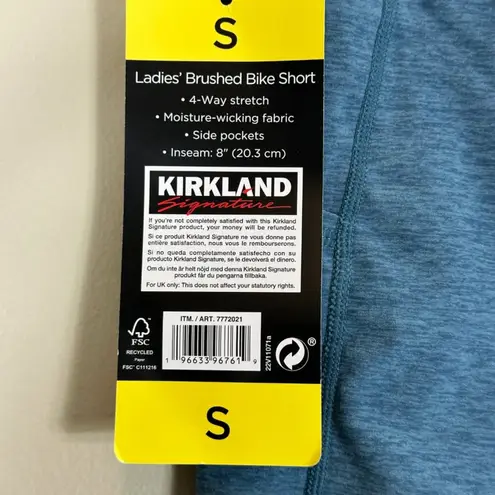 S
Ladies' Brushed Bike Short
• 4-Way stretch
• Moisture-wicking fabric
• Side pockets
• Inseam: 8" (20.3 cm)
KIRKLAND
Signature
If you're not completely satisfied with this Kirkland
Signature product, your money will be refunded.
Si ce produit Kirkland Signature ne vous donne pas
entière satisfaction, nous vous le rembourserons.
Si no queda completamente satisfecho con su
producto Kirkland Signature, se le devolverá el dinero.
Om du inte är helt nöjd med denna Kirkland Signature
produkt får du pengarna tillbaka.
For UK only: This does not affect your statutory rights.
ITM. / ART. 7772021
FSC
RECYCLED
Paper
FSC® C111216
1 96633 96761 9
22V11071a
S